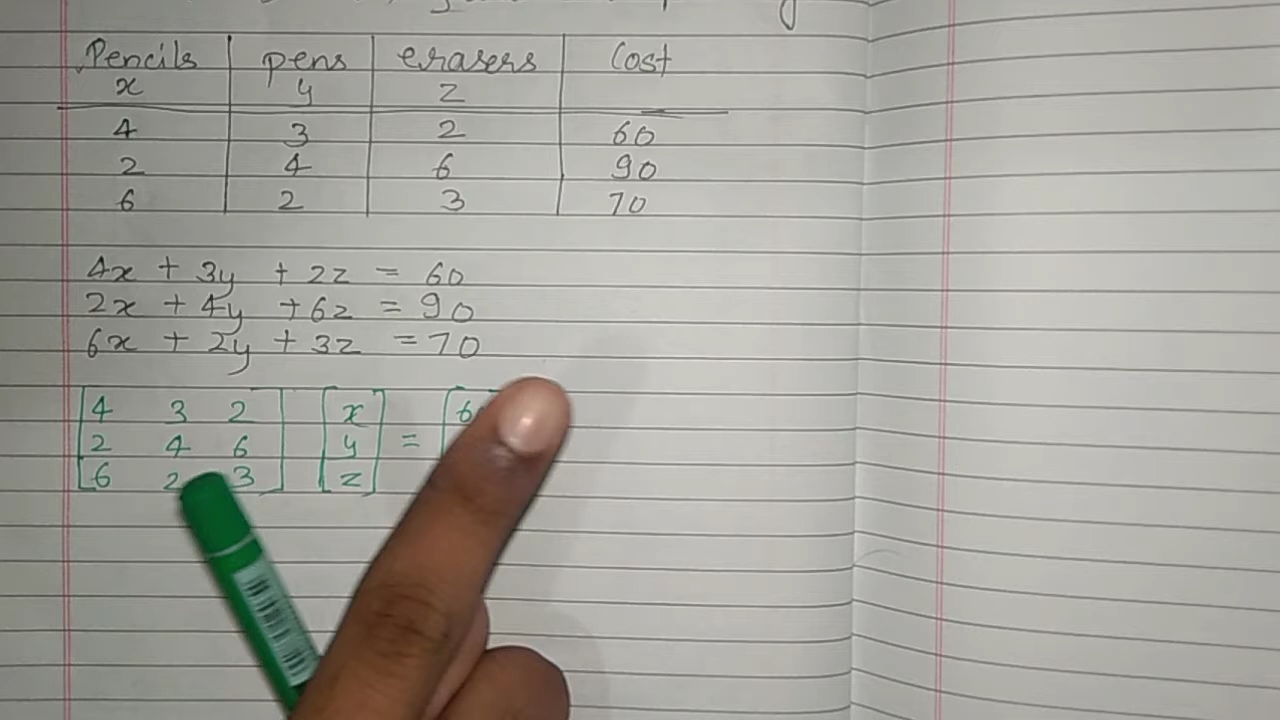 Pencils pens erasers Cost
x y z
4 3 2 60
2 4 6 90
6 2 3 70
4x + 3y + 2z = 60
2x + 4y + 6z = 90
6x + 2y + 3z = 70
4 3 2 x
2 4 6 y =
6 2 3 z